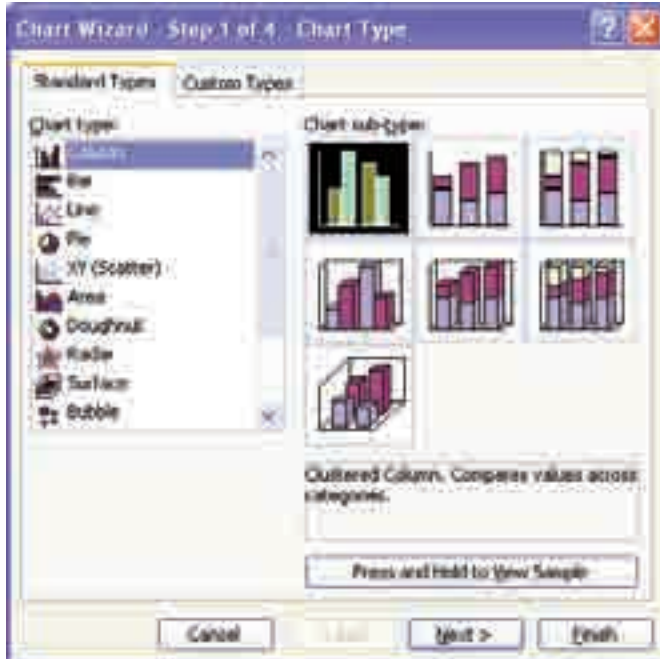 Chart Wizard - Step 1 of 4 - Chart Type
Standard Types
Custom Types
Chart type:
Column
Bar
Line
Pie
XY (Scatter)
Area
Doughnut
Radar
Surface
Bubble
Chart sub-type:
Clustered Column. Compares values across
categories.
Press and Hold to View Sample
Cancel
< Back
Next >
Finish